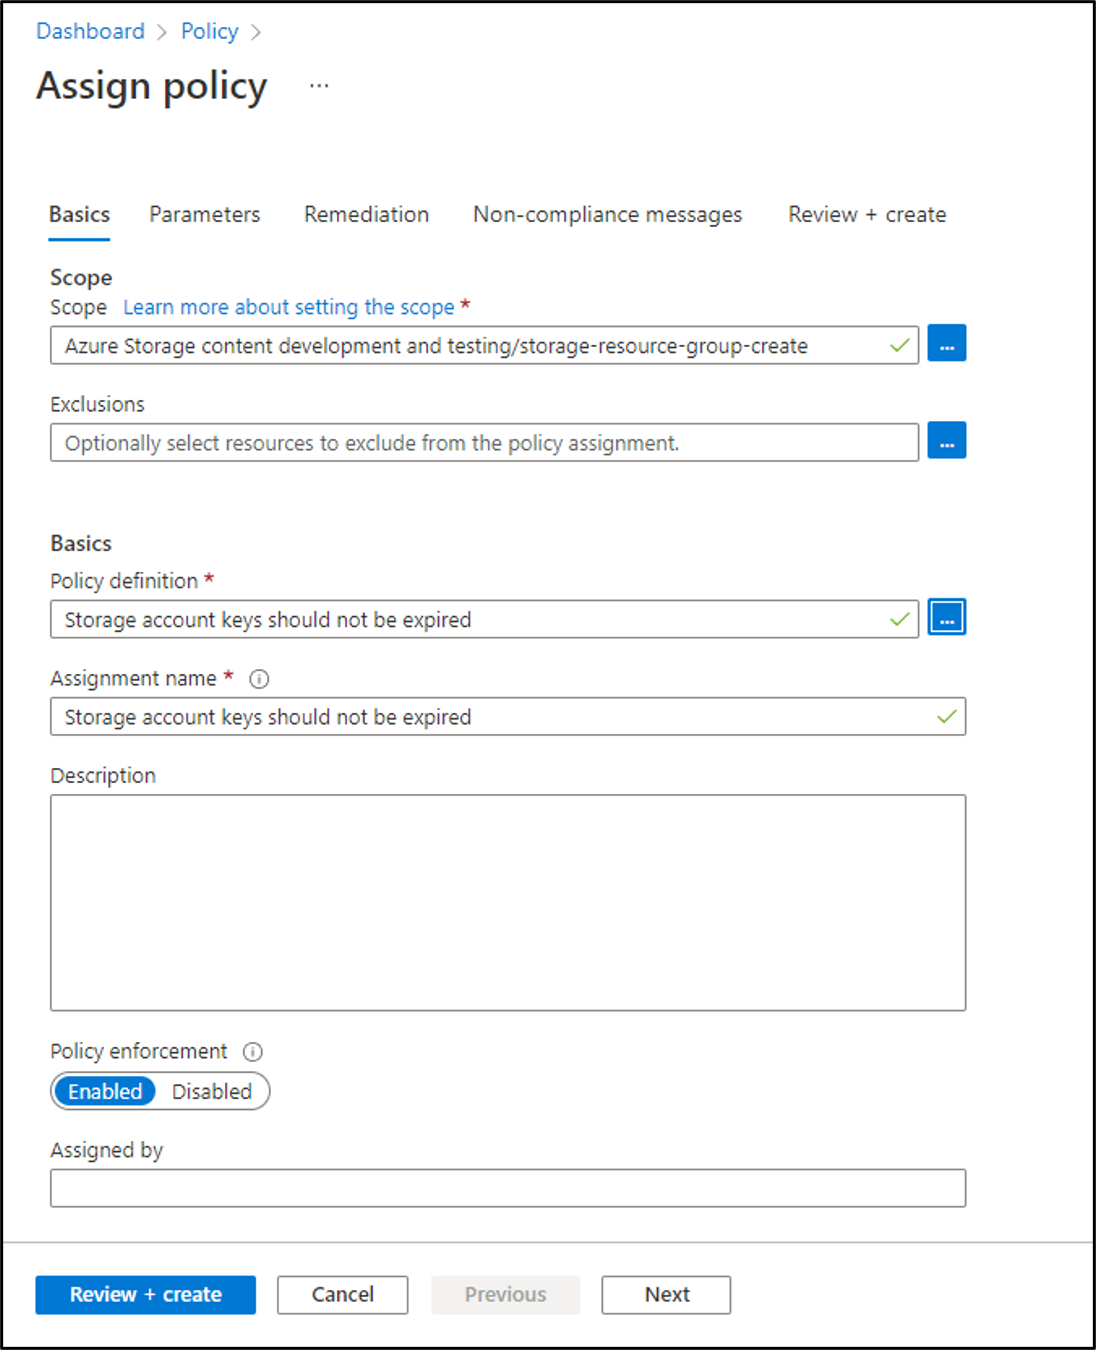 Dashboard > Policy >
Assign policy ...
Basics Parameters Remediation Non-compliance messages Review + create
Scope
Scope Learn more about setting the scope *
Azure Storage content development and testing/storage-resource-group-create ...
Exclusions
Optionally select resources to exclude from the policy assignment. ...
Basics
Policy definition *
Storage account keys should not be expired ...
Assignment name *
Storage account keys should not be expired
Description
Policy enforcement
Enabled Disabled
Assigned by
Review + create Cancel Previous Next